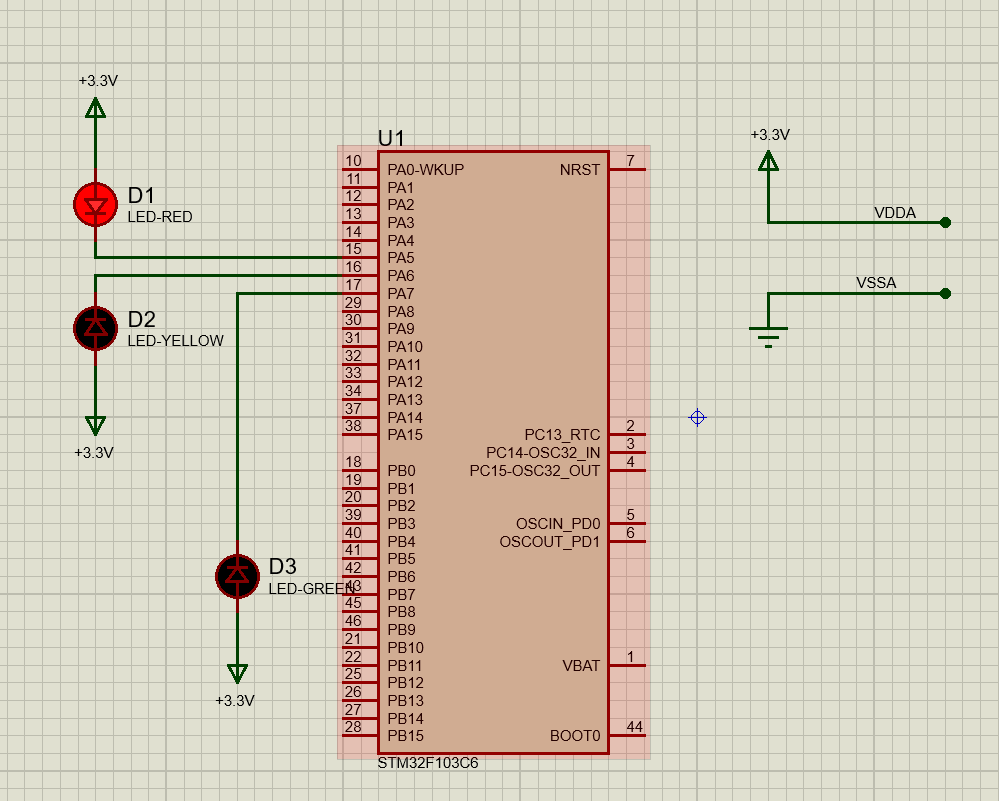 +3.3V
D1
LED-RED
D2
LED-YELLOW
+3.3V
D3
LED-GREEN
+3.3V
U1
10 PA0-WKUP
11 PA1
12 PA2
13 PA3
14 PA4
15 PA5
16 PA6
17 PA7
29 PA8
30 PA9
31 PA10
32 PA11
33 PA12
34 PA13
37 PA14
38 PA15
18 PB0
19 PB1
20 PB2
39 PB3
40 PB4
41 PB5
42 PB6
43 PB7
45 PB8
46 PB9
21 PB10
22 PB11
25 PB12
26 PB13
27 PB14
28 PB15
NRST 7
PC13_RTC 2
PC14-OSC32_IN 3
PC15-OSC32_OUT 4
OSCIN_PD0 5
OSCOUT_PD1 6
VBAT 1
BOOT0 44
STM32F103C6
+3.3V
VDDA
VSSA